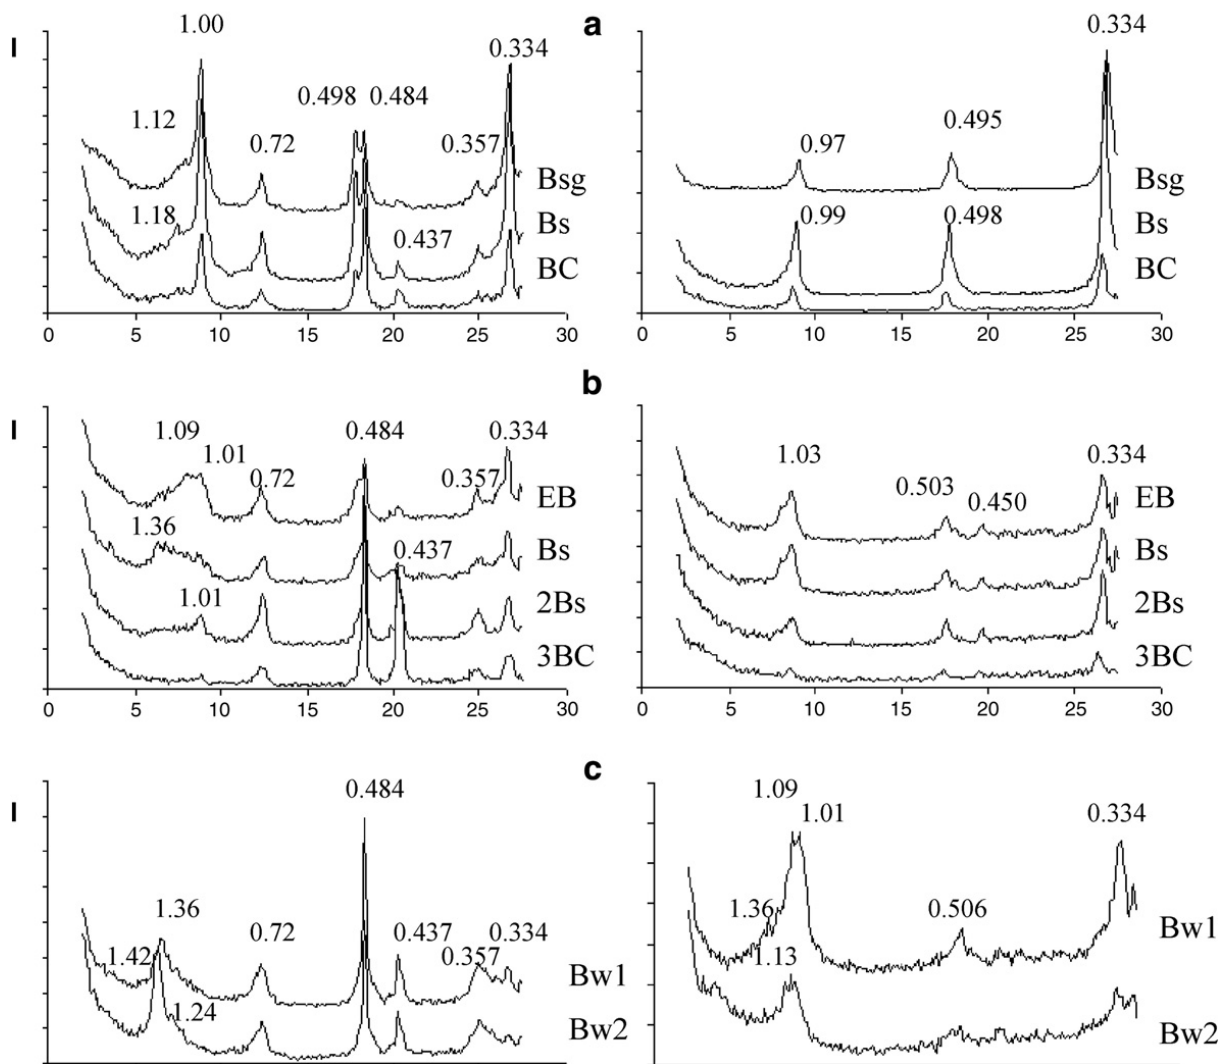 a
I
1.00
0.334
0.498 0.484
1.12
0.72
0.357
Bsg
1.18
Bs
0.437
BC
0 5 10 15 20 25 30
0.334
0.495
0.97
Bsg
0.99 0.498
Bs
BC
0 5 10 15 20 25 30
b
I
1.09 0.484 0.334
1.01
0.72 0.357
EB
1.36
0.437
Bs
1.01
2Bs
3BC
0 5 10 15 20 25 30
1.03 0.334
0.503
0.450
EB
Bs
2Bs
3BC
0 5 10 15 20 25 30
c
I
0.484
1.36
0.72 0.437 0.334
1.42 0.357
Bw1
1.24
Bw2
1.09
1.01 0.334
1.36 0.506
Bw1
1.13
Bw2